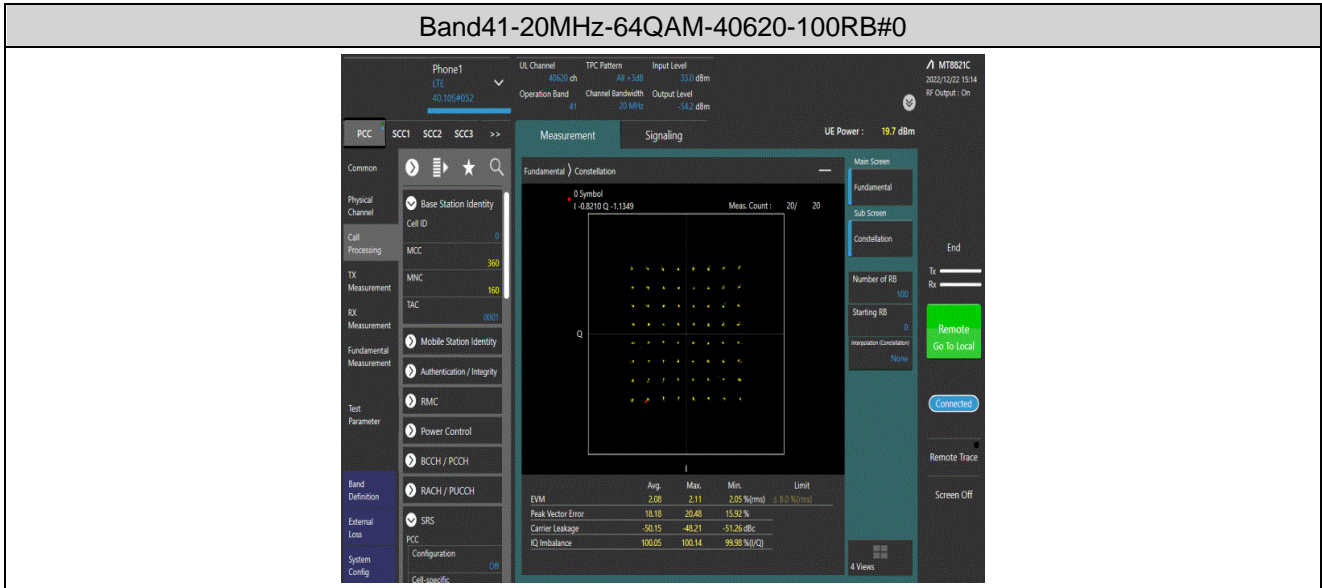 Band41-20MHz-64QAM-40620-100RB#0
Phone1
LTE
40.10S#052
UL Channel TPC Pattern Input Level
40620 ch All +3dB 33.0 dBm
Operation Band Channel Bandwidth Output Level
41 20 MHz -54.2 dBm
MT8821C
2022/12/22 15:14
RF Output : On
PCC SCC1 SCC2 SCC3 >>
Measurement Signaling
UE Power : 19.7 dBm
Common
Physical
Channel
Call
Processing
TX
Measurement
RX
Measurement
Fundamental
Measurement
Test
Parameter
Band
Definition
External
Loss
System
Config
Base Station Identity
Cell ID
0
MCC
360
MNC
160
TAC
0001
Mobile Station Identity
Authentication / Integrity
RMC
Power Control
BCCH / PCCH
RACH / PUCCH
SRS
PCC
Configuration
Off
Cell-specific
Fundamental Constellation
0 Symbol
I -0.8210 Q -1.1349 Meas. Count : 20/ 20
Q
I
Avg. Max. Min. Limit
EVM 2.08 2.11 2.05 %(rms) ≤ 8.0 %(rms)
Peak Vector Error 18.18 20.48 15.92 %
Carrier Leakage -50.15 -48.21 -51.26 dBc
IQ Imbalance 100.05 100.14 99.98 %(I/Q)
Main Screen
Fundamental
Sub Screen
Constellation
Number of RB
100
Starting RB
0
Interpolation (Constellation)
None
4 Views
End
Tx
Rx
Remote
Go To Local
Connected
Remote Trace
Screen Off